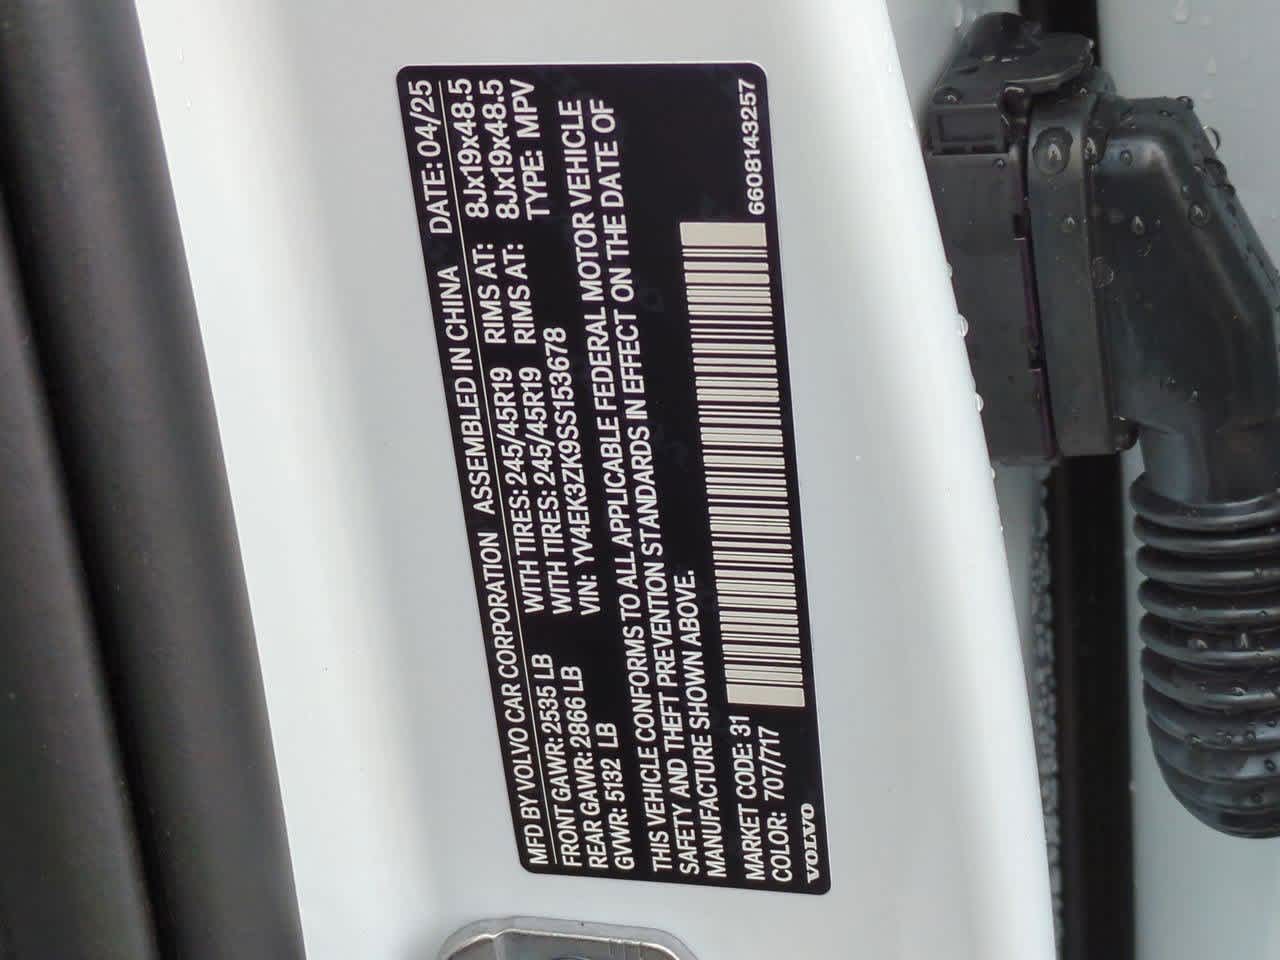 MFD BY VOLVO CAR CORPORATION ASSEMBLED IN CHINA DATE: 04/25
FRONT GAWR: 2535 LB WITH TIRES: 245/45R19 RIMS AT: 8Jx19x48.5
REAR GAWR: 2866 LB WITH TIRES: 245/45R19 RIMS AT: 8Jx19x48.5
GVWR: 5132 LB VIN: YV4EK3ZK9SS153678 TYPE: MPV
THIS VEHICLE CONFORMS TO ALL APPLICABLE FEDERAL MOTOR VEHICLE
SAFETY AND THEFT PREVENTION STANDARDS IN EFFECT ON THE DATE OF
MANUFACTURE SHOWN ABOVE.
MARKET CODE: 31
COLOR: 707/717
VOLVO
6608143257